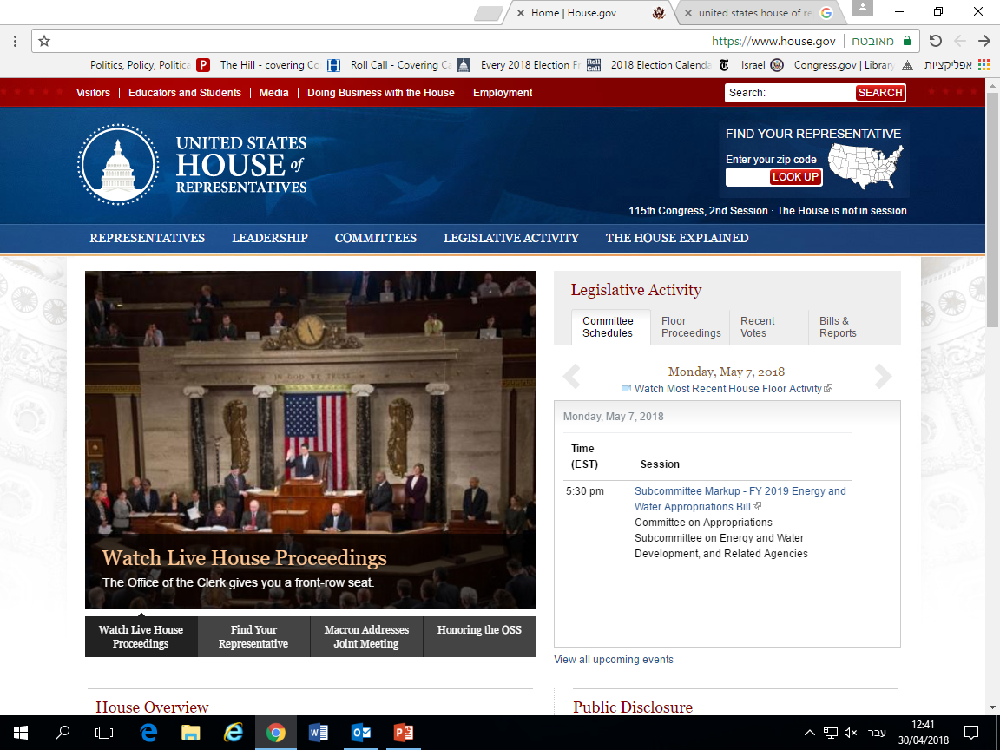 Home | House.gov
united states house of re
https://www.house.gov
מאובטח
Politics, Policy, Politica
The Hill - covering Co
Roll Call - Covering Ca
Every 2018 Election Fr
2018 Election Calenda
Israel
Congress.gov | Library
אפליקציות
Visitors | Educators and Students | Media | Doing Business with the House | Employment
Search:
SEARCH
UNITED STATES
HOUSE of
REPRESENTATIVES
FIND YOUR REPRESENTATIVE
Enter your zip code
LOOK UP
115th Congress, 2nd Session · The House is not in session.
REPRESENTATIVES
LEADERSHIP
COMMITTEES
LEGISLATIVE ACTIVITY
THE HOUSE EXPLAINED
IN GOD WE TRUST
Watch Live House Proceedings
The Office of the Clerk gives you a front-row seat.
Watch Live House
Proceedings
Find Your
Representative
Macron Addresses
Joint Meeting
Honoring the OSS
Legislative Activity
Committee
Schedules
Floor
Proceedings
Recent
Votes
Bills &
Reports
Monday, May 7, 2018
Watch Most Recent House Floor Activity
Monday, May 7, 2018
Time
(EST)
Session
5:30 pm
Subcommittee Markup - FY 2019 Energy and
Water Appropriations Bill
Committee on Appropriations
Subcommittee on Energy and Water
Development, and Related Agencies
View all upcoming events
House Overview
Public Disclosure
עבר
12:41
30/04/2018